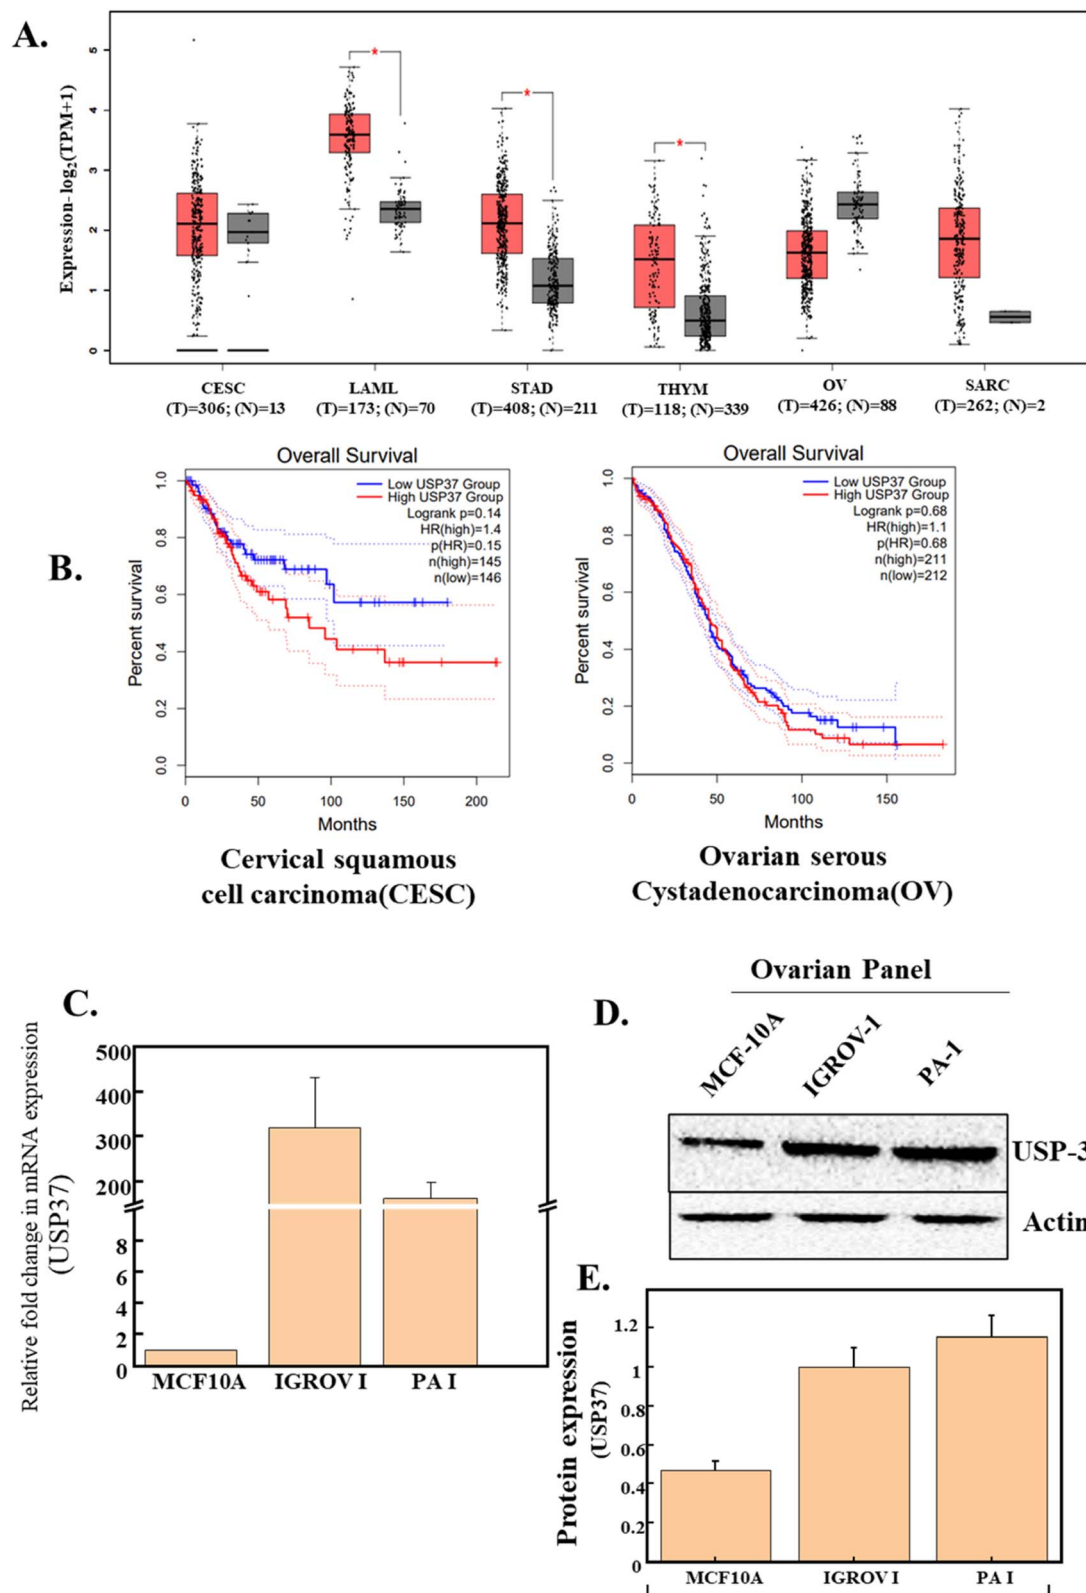 A.
Expression-log2(TPM+1)
5
4
3
2
1
0
*
*
*
CESC
(T)=306; (N)=13
LAML
(T)=173; (N)=70
STAD
(T)=408; (N)=211
THYM
(T)=118; (N)=339
OV
(T)=426; (N)=88
SARC
(T)=262; (N)=2
B.
Overall Survival
Low USP37 Group
High USP37 Group
Logrank p=0.14
HR(high)=1.4
p(HR)=0.15
n(high)=145
n(low)=146
Percent survival
1.0
0.8
0.6
0.4
0.2
0.0
0 50 100 150 200
Months
Cervical squamous
cell carcinoma(CESC)
Overall Survival
Low USP37 Group
High USP37 Group
Logrank p=0.68
HR(high)=1.1
p(HR)=0.68
n(high)=211
n(low)=212
Percent survival
1.0
0.8
0.6
0.4
0.2
0.0
0 50 100 150
Months
Ovarian serous
Cystadenocarcinoma(OV)
C.
Relative fold change in mRNA expression
(USP37)
500
400
300
200
8
6
4
2
0
MCF10A IGROV I PA I
Ovarian Panel
D.
MCF-10A
IGROV-1
PA-1
USP-3
Actin
E.
Protein expression
(USP37)
1.2
1
0.8
0.6
0.4
0.2
0
MCF10A IGROV I PA I